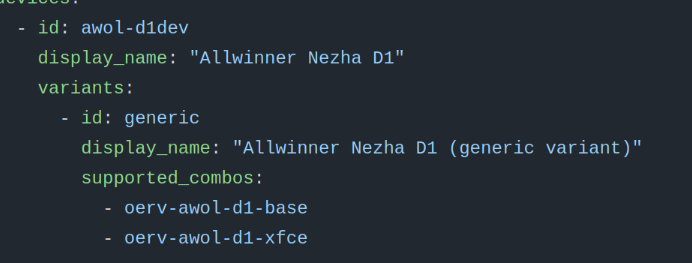 devices:
- id: awol-d1dev
display_name: "Allwinner Nezha D1"
variants:
- id: generic
display_name: "Allwinner Nezha D1 (generic variant)"
supported_combos:
- oerv-awol-d1-base
- oerv-awol-d1-xfce